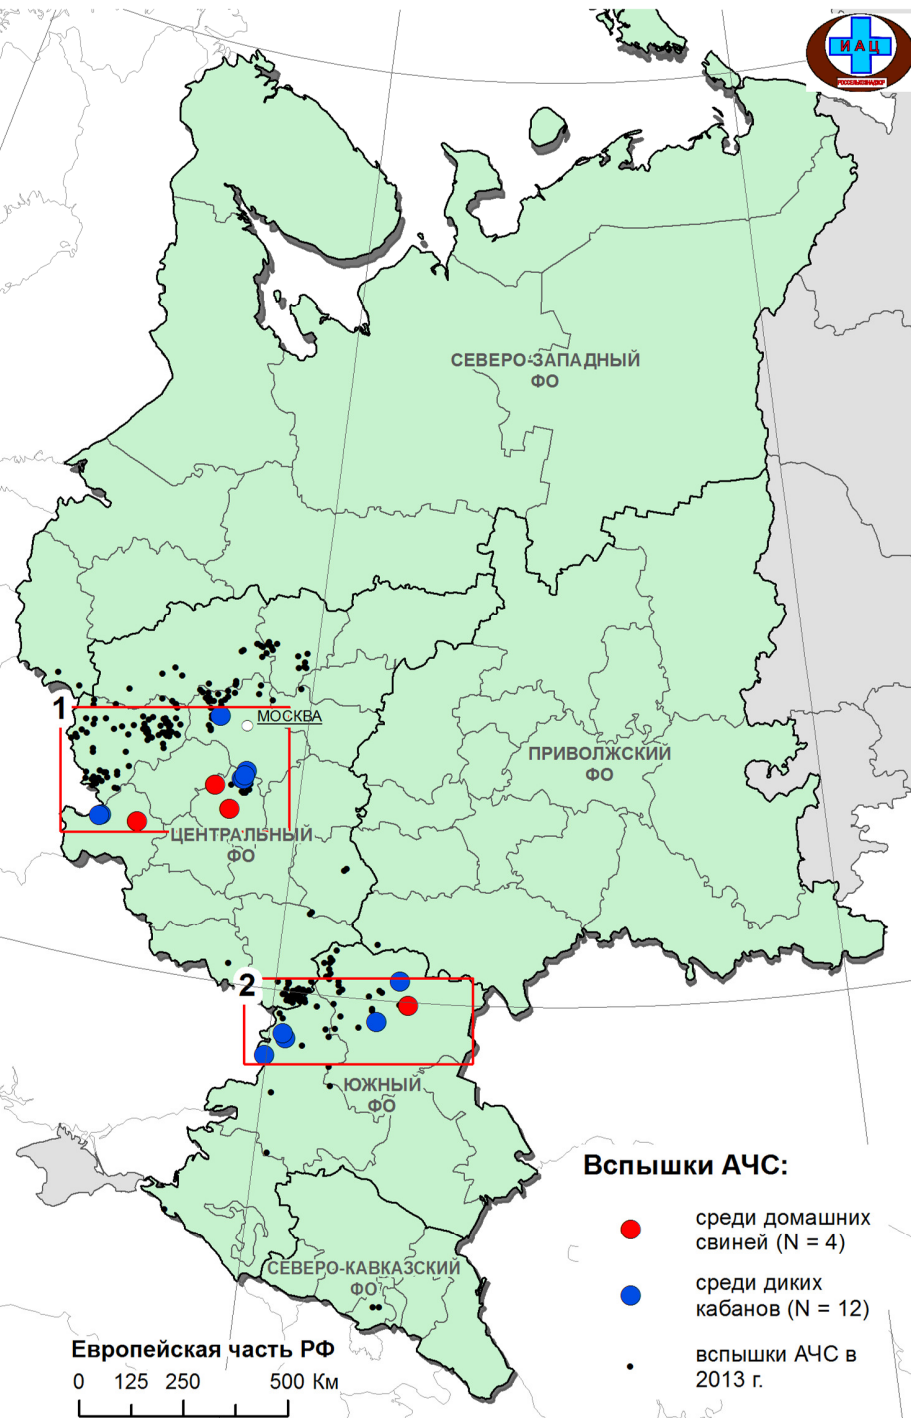 ИАЦ
РОССЕЛЬХОЗНАДЗОР
СЕВЕРО-ЗАПАДНЫЙ
ФО
1
МОСКВА
ПРИВОЛЖСКИЙ
ФО
ЦЕНТРАЛЬНЫЙ
ФО
2
ЮЖНЫЙ
ФО
Вспышки АЧС:
среди домашних
свиней (N = 4)
СЕВЕРО-КАВКАЗСКИЙ
ФО
среди диких
кабанов (N = 12)
вспышки АЧС в
2013 г.
Европейская часть РФ
0 125 250 500 Км